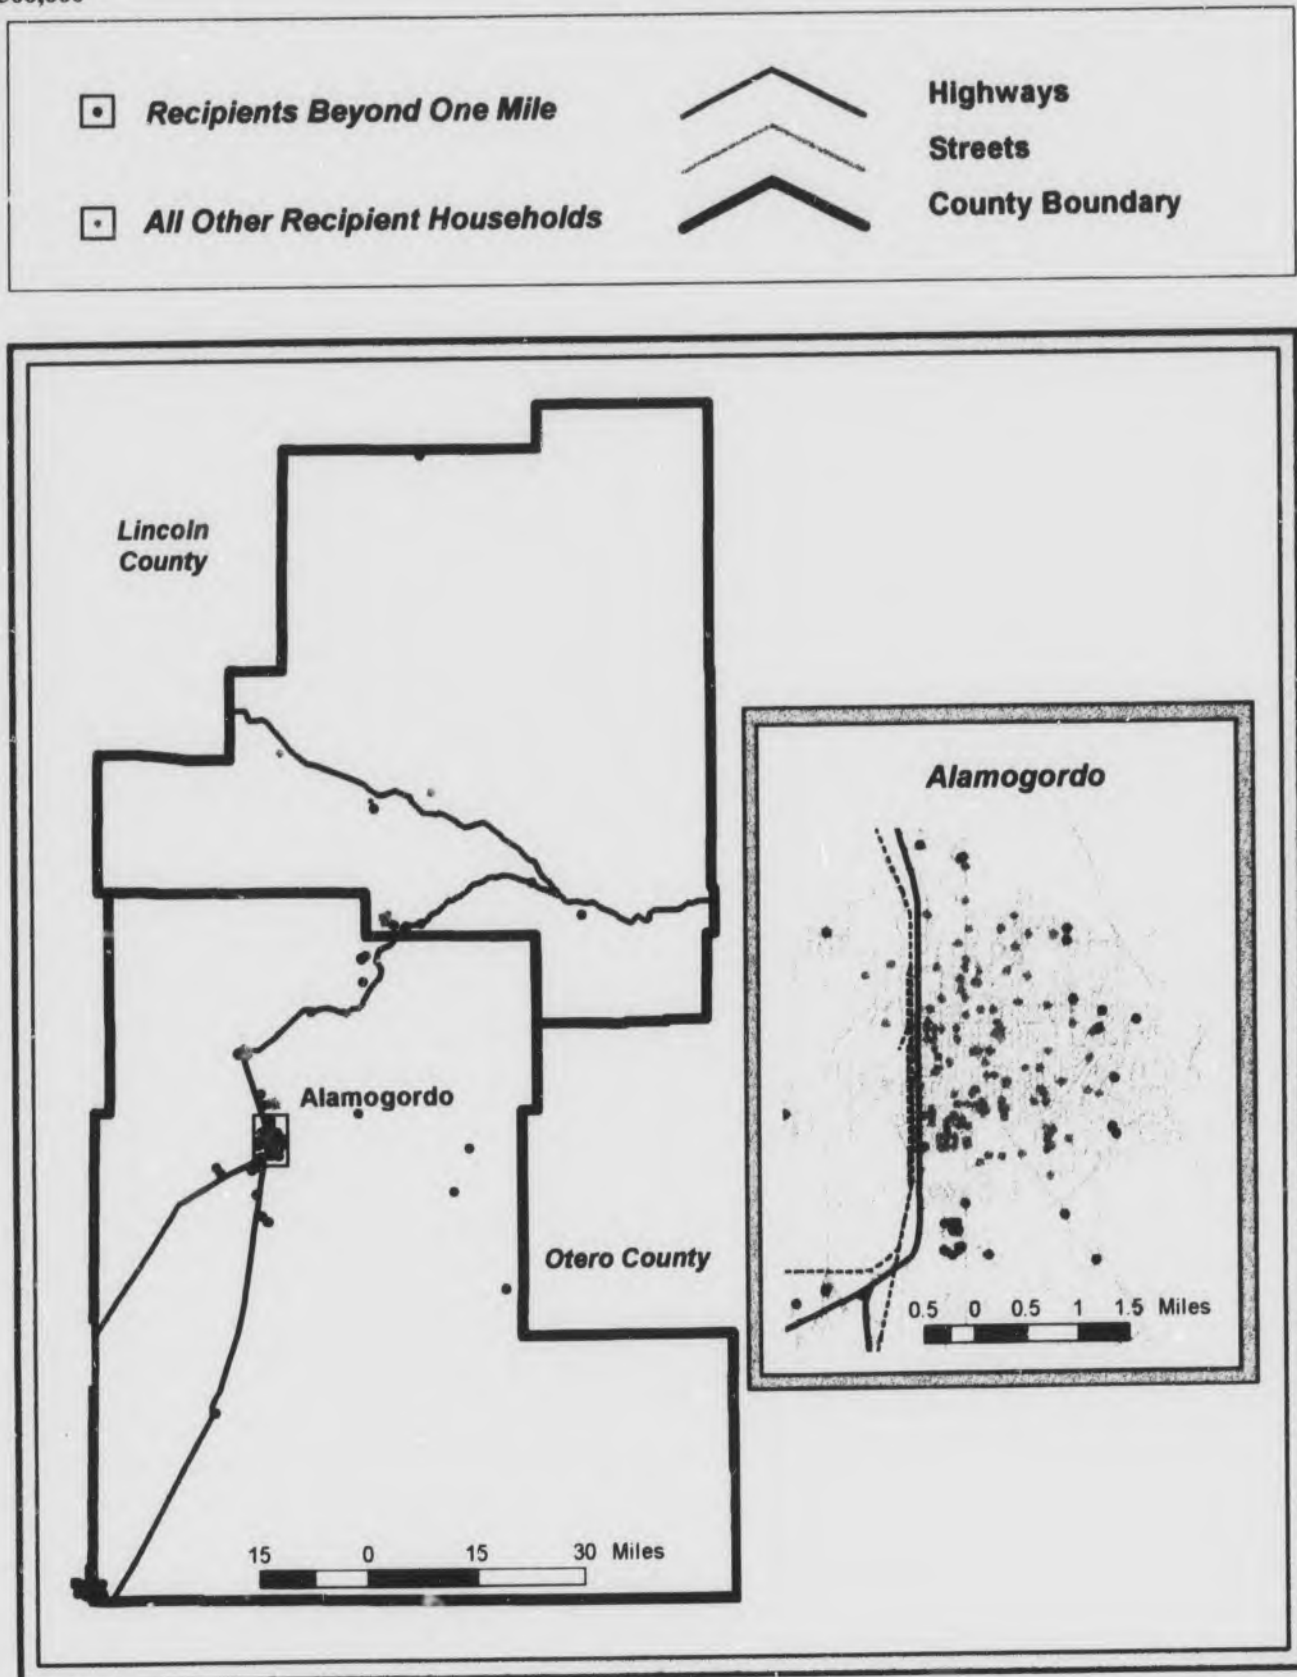 Recipients Beyond One Mile
All Other Recipient Households
Highways
Streets
County Boundary
Lincoln
County
Alamogordo
Otero County
15 0 15 30 Miles
Alamogordo
0.5 0 0.5 1 1.5 Miles